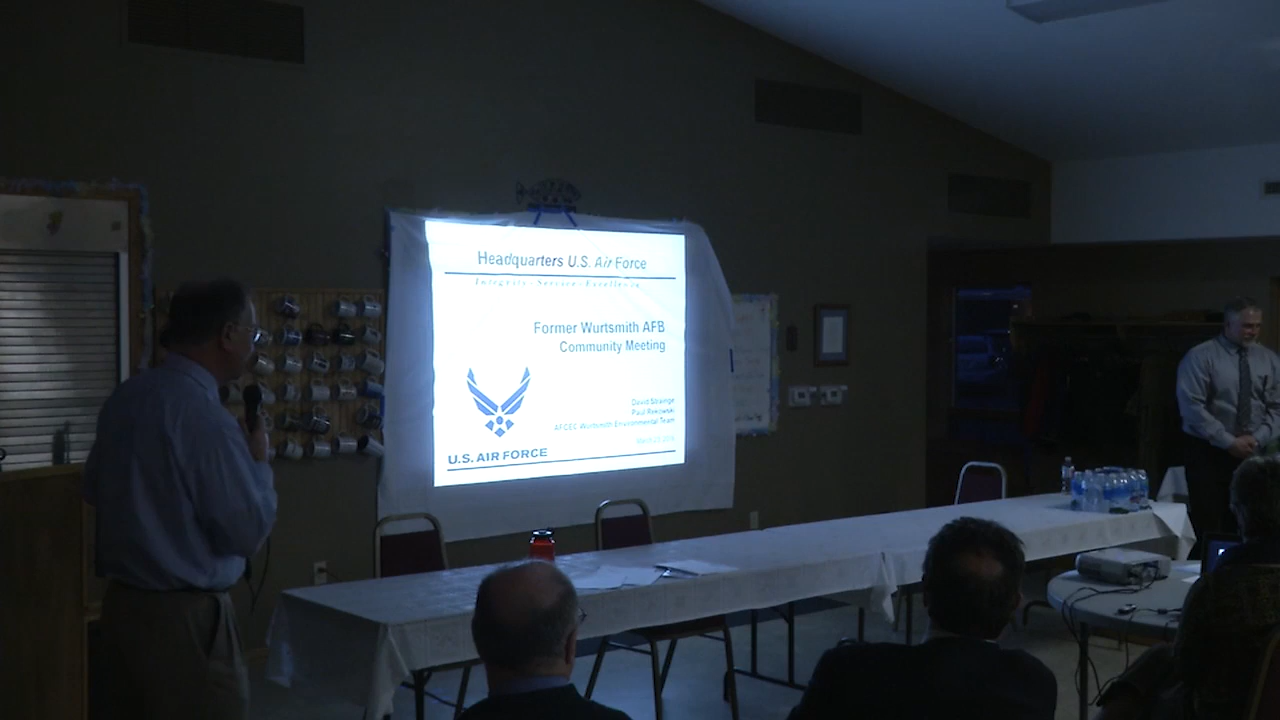 Headquarters U.S. Air Force
Integrity - Service - Excellence
Former Wurtsmith AFB
Community Meeting
David Strainge
Paul Rekowski
AFCEC Wurtsmith Environmental Team
U.S. AIR FORCE